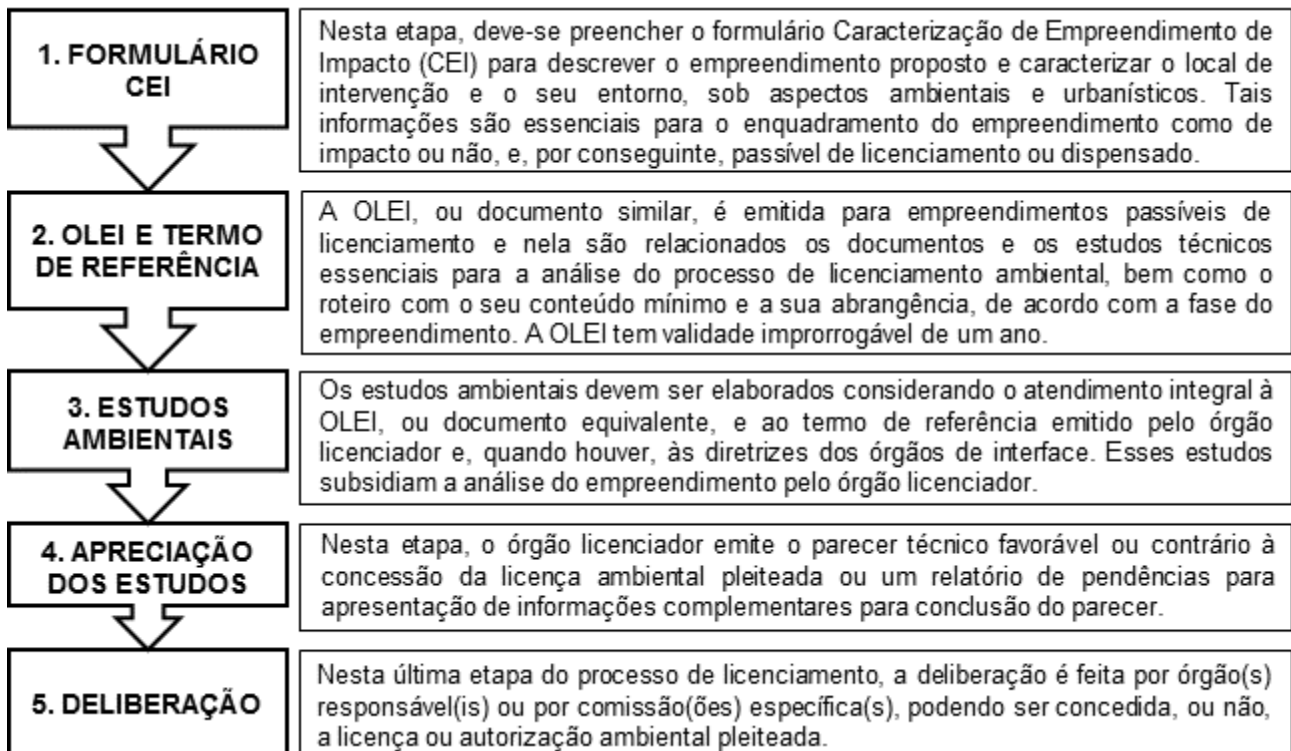 1. FORMULÁRIO
CEI
Nesta etapa, deve-se preencher o formulário Caracterização de Empreendimento de
Impacto (CEI) para descrever o empreendimento proposto e caracterizar o local de
intervenção e o seu entorno, sob aspectos ambientais e urbanísticos. Tais
informações são essenciais para o enquadramento do empreendimento como de
impacto ou não, e, por conseguinte, passível de licenciamento ou dispensado.
2. OLEI E TERMO
DE REFERÊNCIA
A OLEI, ou documento similar, é emitida para empreendimentos passíveis de
licenciamento e nela são relacionados os documentos e os estudos técnicos
essenciais para a análise do processo de licenciamento ambiental, bem como o
roteiro com o seu conteúdo mínimo e a sua abrangência, de acordo com a fase do
empreendimento. A OLEI tem validade improrrogável de um ano.
3. ESTUDOS
AMBIENTAIS
Os estudos ambientais devem ser elaborados considerando o atendimento integral à
OLEI, ou documento equivalente, e ao termo de referência emitido pelo órgão
licenciador e, quando houver, às diretrizes dos órgãos de interface. Esses estudos
subsidiam a análise do empreendimento pelo órgão licenciador.
4. APRECIAÇÃO
DOS ESTUDOS
Nesta etapa, o órgão licenciador emite o parecer técnico favorável ou contrário à
concessão da licença ambiental pleiteada ou um relatório de pendências para
apresentação de informações complementares para conclusão do parecer.
5. DELIBERAÇÃO
Nesta última etapa do processo de licenciamento, a deliberação é feita por órgão(s)
responsável(is) ou por comissão(ões) específica(s), podendo ser concedida, ou não,
a licença ou autorização ambiental pleiteada.